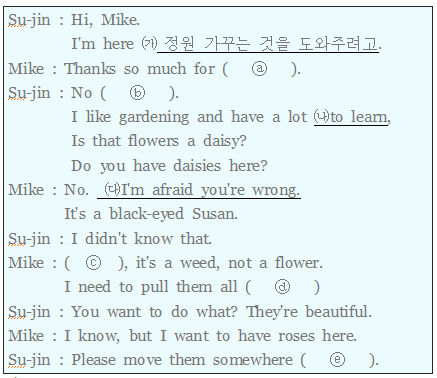 Su-jin : Hi, Mike.
I'm here ㈎ 정원 가꾸는 것을 도와주려고.
Mike : Thanks so much for ( ⓐ ).
Su-jin : No ( ⓑ ).
I like gardening and have a lot ㈏to learn,
Is that flowers a daisy?
Do you have daisies here?
Mike : No. ㈐I'm afraid you're wrong.
It's a black-eyed Susan.
Su-jin : I didn't know that.
Mike : ( ⓒ ), it's a weed, not a flower.
I need to pull them all ( ⓓ )
Su-jin : You want to do what? They're beautiful.
Mike : I know, but I want to have roses here.
Su-jin : Please move them somewhere ( ⓔ ).